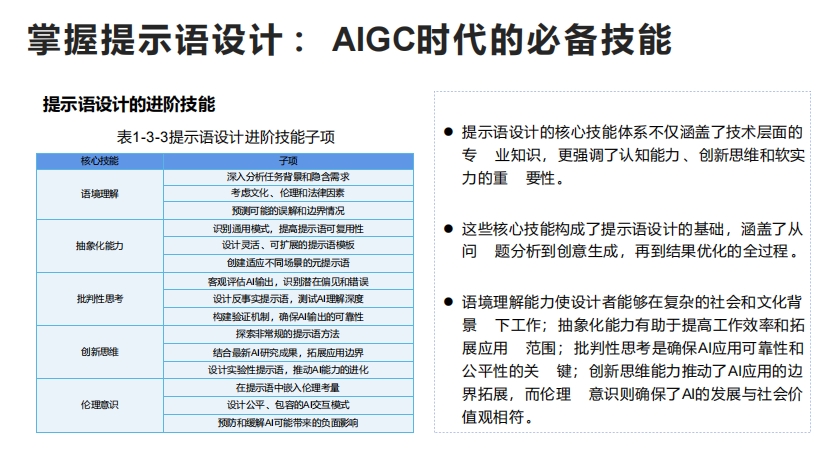 掌握提示语设计： AIGC时代的必备技能
提示语设计的进阶技能
表1-3-3提示语设计进阶技能子项
核心技能 子项
语境理解
深入分析任务背景和隐含需求
考虑文化、伦理和法律因素
预测可能的误解和边界情况
抽象化能力
识别通用模式，提高提示语可复用性
设计灵活、可扩展的提示语模板
创建适应不同场景的元提示语
批判性思考
客观评估AI输出，识别潜在偏见和错误
设计反事实提示语，测试AI理解深度
构建验证机制，确保AI输出的可靠性
创新思维
探索非常规的提示语方法
结合最新AI研究成果，拓展应用边界
设计实验性提示语，推动AI能力的进化
伦理意识
在提示语中嵌入伦理考量
设计公平、包容的AI交互模式
预防和缓解AI可能带来的负面影响
● 提示语设计的核心技能体系不仅涵盖了技术层面的
专 业知识，更强调了认知能力、创新思维和软实
力的重 要性。
● 这些核心技能构成了提示语设计的基础，涵盖了从
问 题分析到创意生成，再到结果优化的全过程。
● 语境理解能力使设计者能够在复杂的社会和文化背
景 下工作；抽象化能力有助于提高工作效率和拓
展应用 范围；批判性思考是确保AI应用可靠性和
公平性的关 键；创新思维能力推动了AI应用的边
界拓展，而伦理 意识则确保了AI的发展与社会价
值观相符。